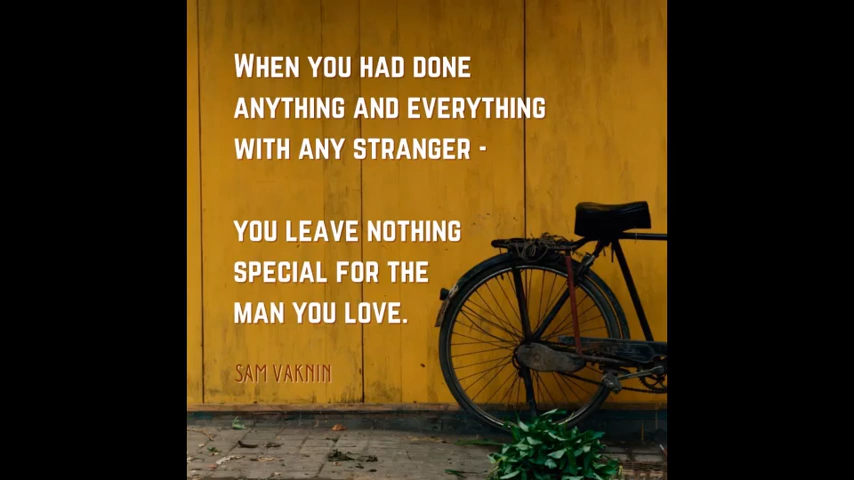 WHEN YOU HAD DONE
ANYTHING AND EVERYTHING
WITH ANY STRANGER -
YOU LEAVE NOTHING
SPECIAL FOR THE
MAN YOU LOVE.
SAM VAKNIN